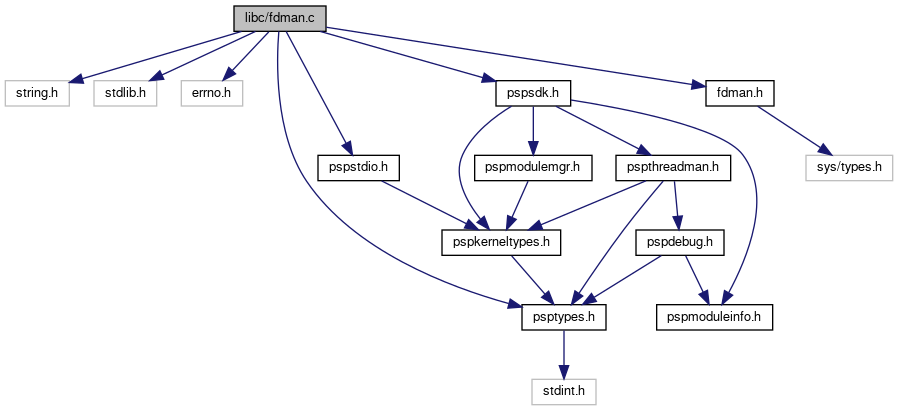 libc/fdman.c
string.h
stdlib.h
errno.h
pspsdk.h
fdman.h
pspstdio.h
pspmodulemgr.h
pspthreadman.h
sys/types.h
pspkerneltypes.h
pspdebug.h
psptypes.h
pspmoduleinfo.h
stdint.h